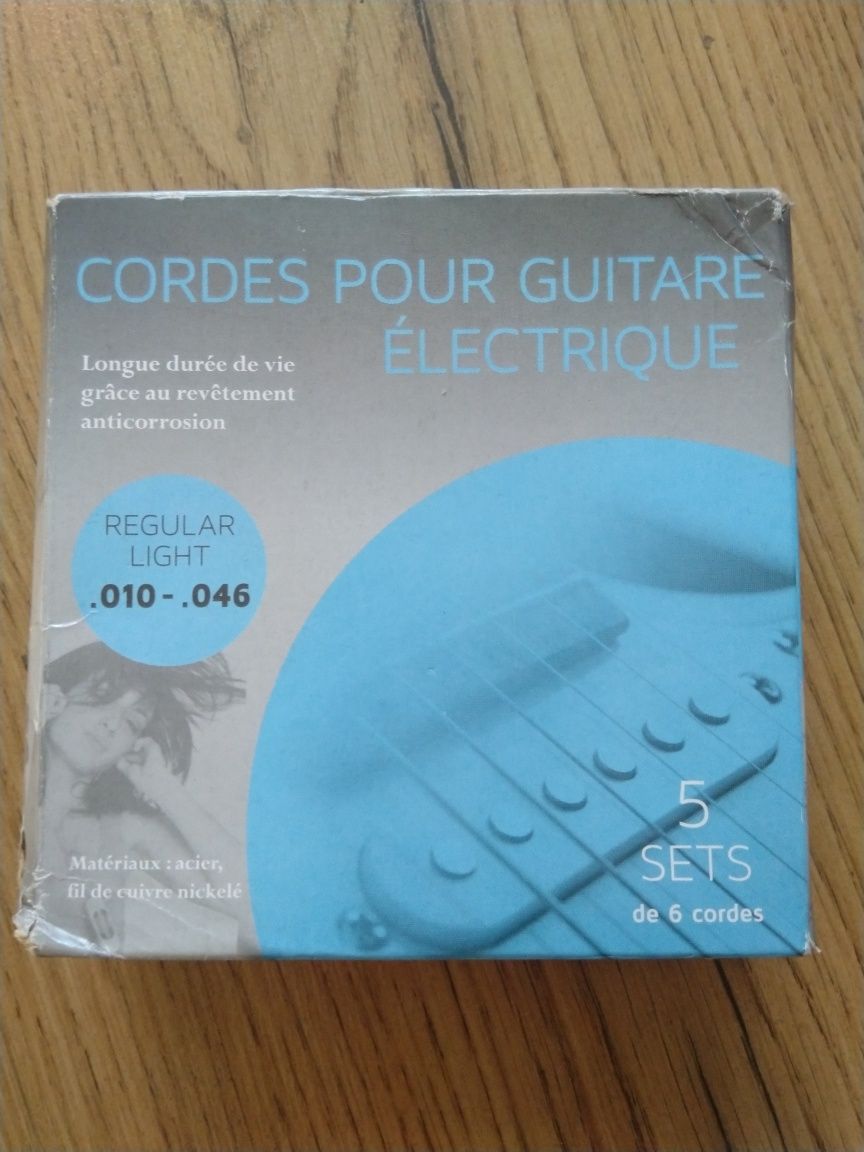 CORDES POUR GUITARE
ÉLECTRIQUE
Longue durée de vie
grâce au revêtement
anticorrosion
REGULAR
LIGHT
.010 - .046
Matériaux : acier,
fil de cuivre nickelé
5
SETS
de 6 cordes